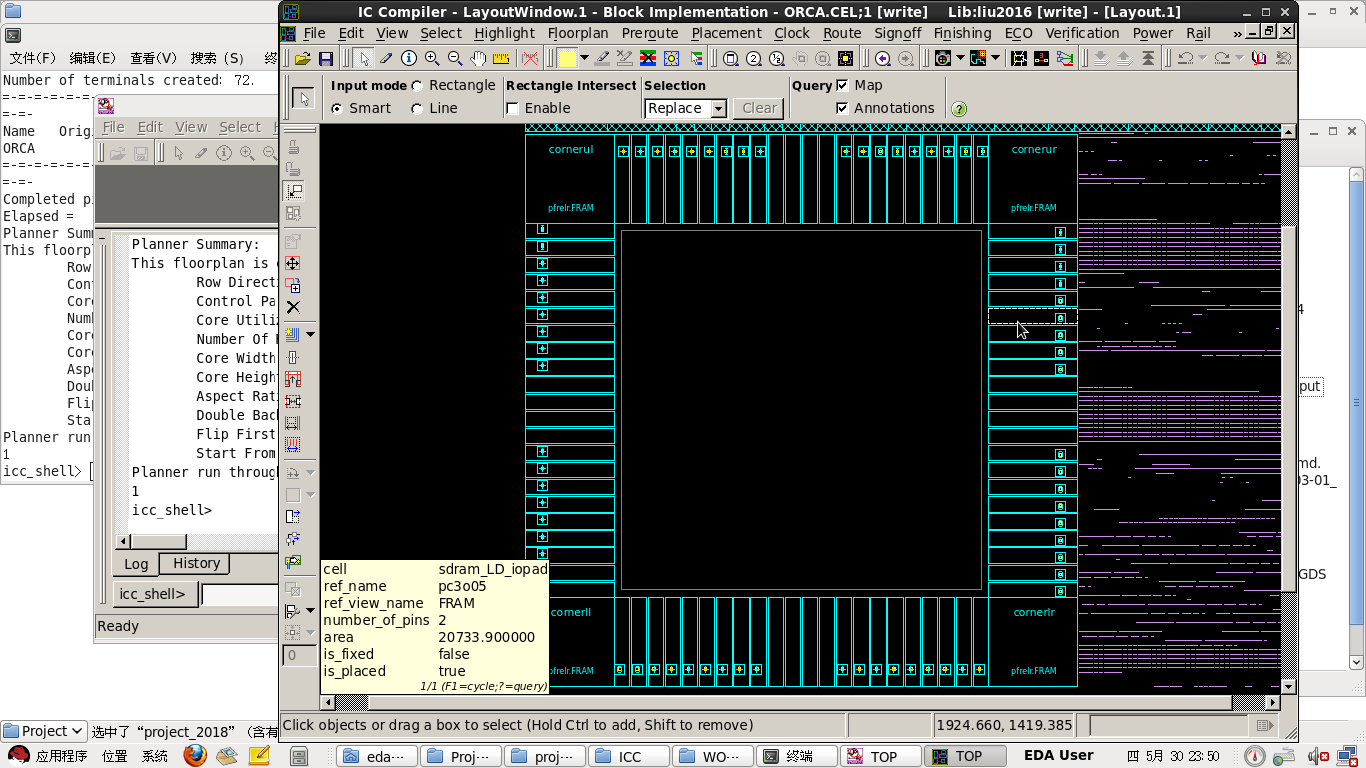 IC Compiler - LayoutWindow.1 - Block Implementation - ORCA.CEL;1 [write]    Lib:liu2016 [write] - [Layout.1]
File Edit View Select Highlight Floorplan Preroute Placement Clock Route Signoff Finishing ECO Verification Power Rail »
Input mode Rectangle Rectangle Intersect Selection Query Map
Smart Line Enable Replace Clear Annotations
文件(F) 编辑(E) 查看(V) 搜索 (S) 终
Number of terminals created: 72.
-=-=-=-=-=-=-=-=
-=-=-
Name Orig
ORCA
-=-=-=-=-=-=-=-=
-=-=-
Completed pi
Elapsed =
Planner Summ
This floorp
Row
Cont
Core
Numb
Core
Core
Aspe
Doub
Flip
Star
Planner run
1
icc_shell>
File Edit View Select
Planner Summary:
This floorplan is
Row Direct
Control Pa
Core Utiliz
Number Of
Core Width
Core Height
Aspect Rati
Double Back
Flip First
Start From
Planner run throug
1
icc_shell>
Log History
icc_shell>
Ready
cornerul
pfrelr.FRAM
cornerur
pfrelr.FRAM
cornerll
pfrelr.FRAM
cornerlr
pfrelr.FRAM
cell sdram_LD_iopad
ref_name pc3o05
ref_view_name FRAM
number_of_pins 2
area 20733.900000
is_fixed false
is_placed true
1/1 (F1=cycle;?=query)
0
4
put
md.
03-01_
GDS
Click objects or drag a box to select (Hold Ctrl to add, Shift to remove)
1924.660, 1419.385
Project 选中了“project_2018” （含有
应用程序 位置 系统
eda··· Proj··· proj··· ICC WO··· 终端 TOP TOP
EDA User
四 5月 30 23:50